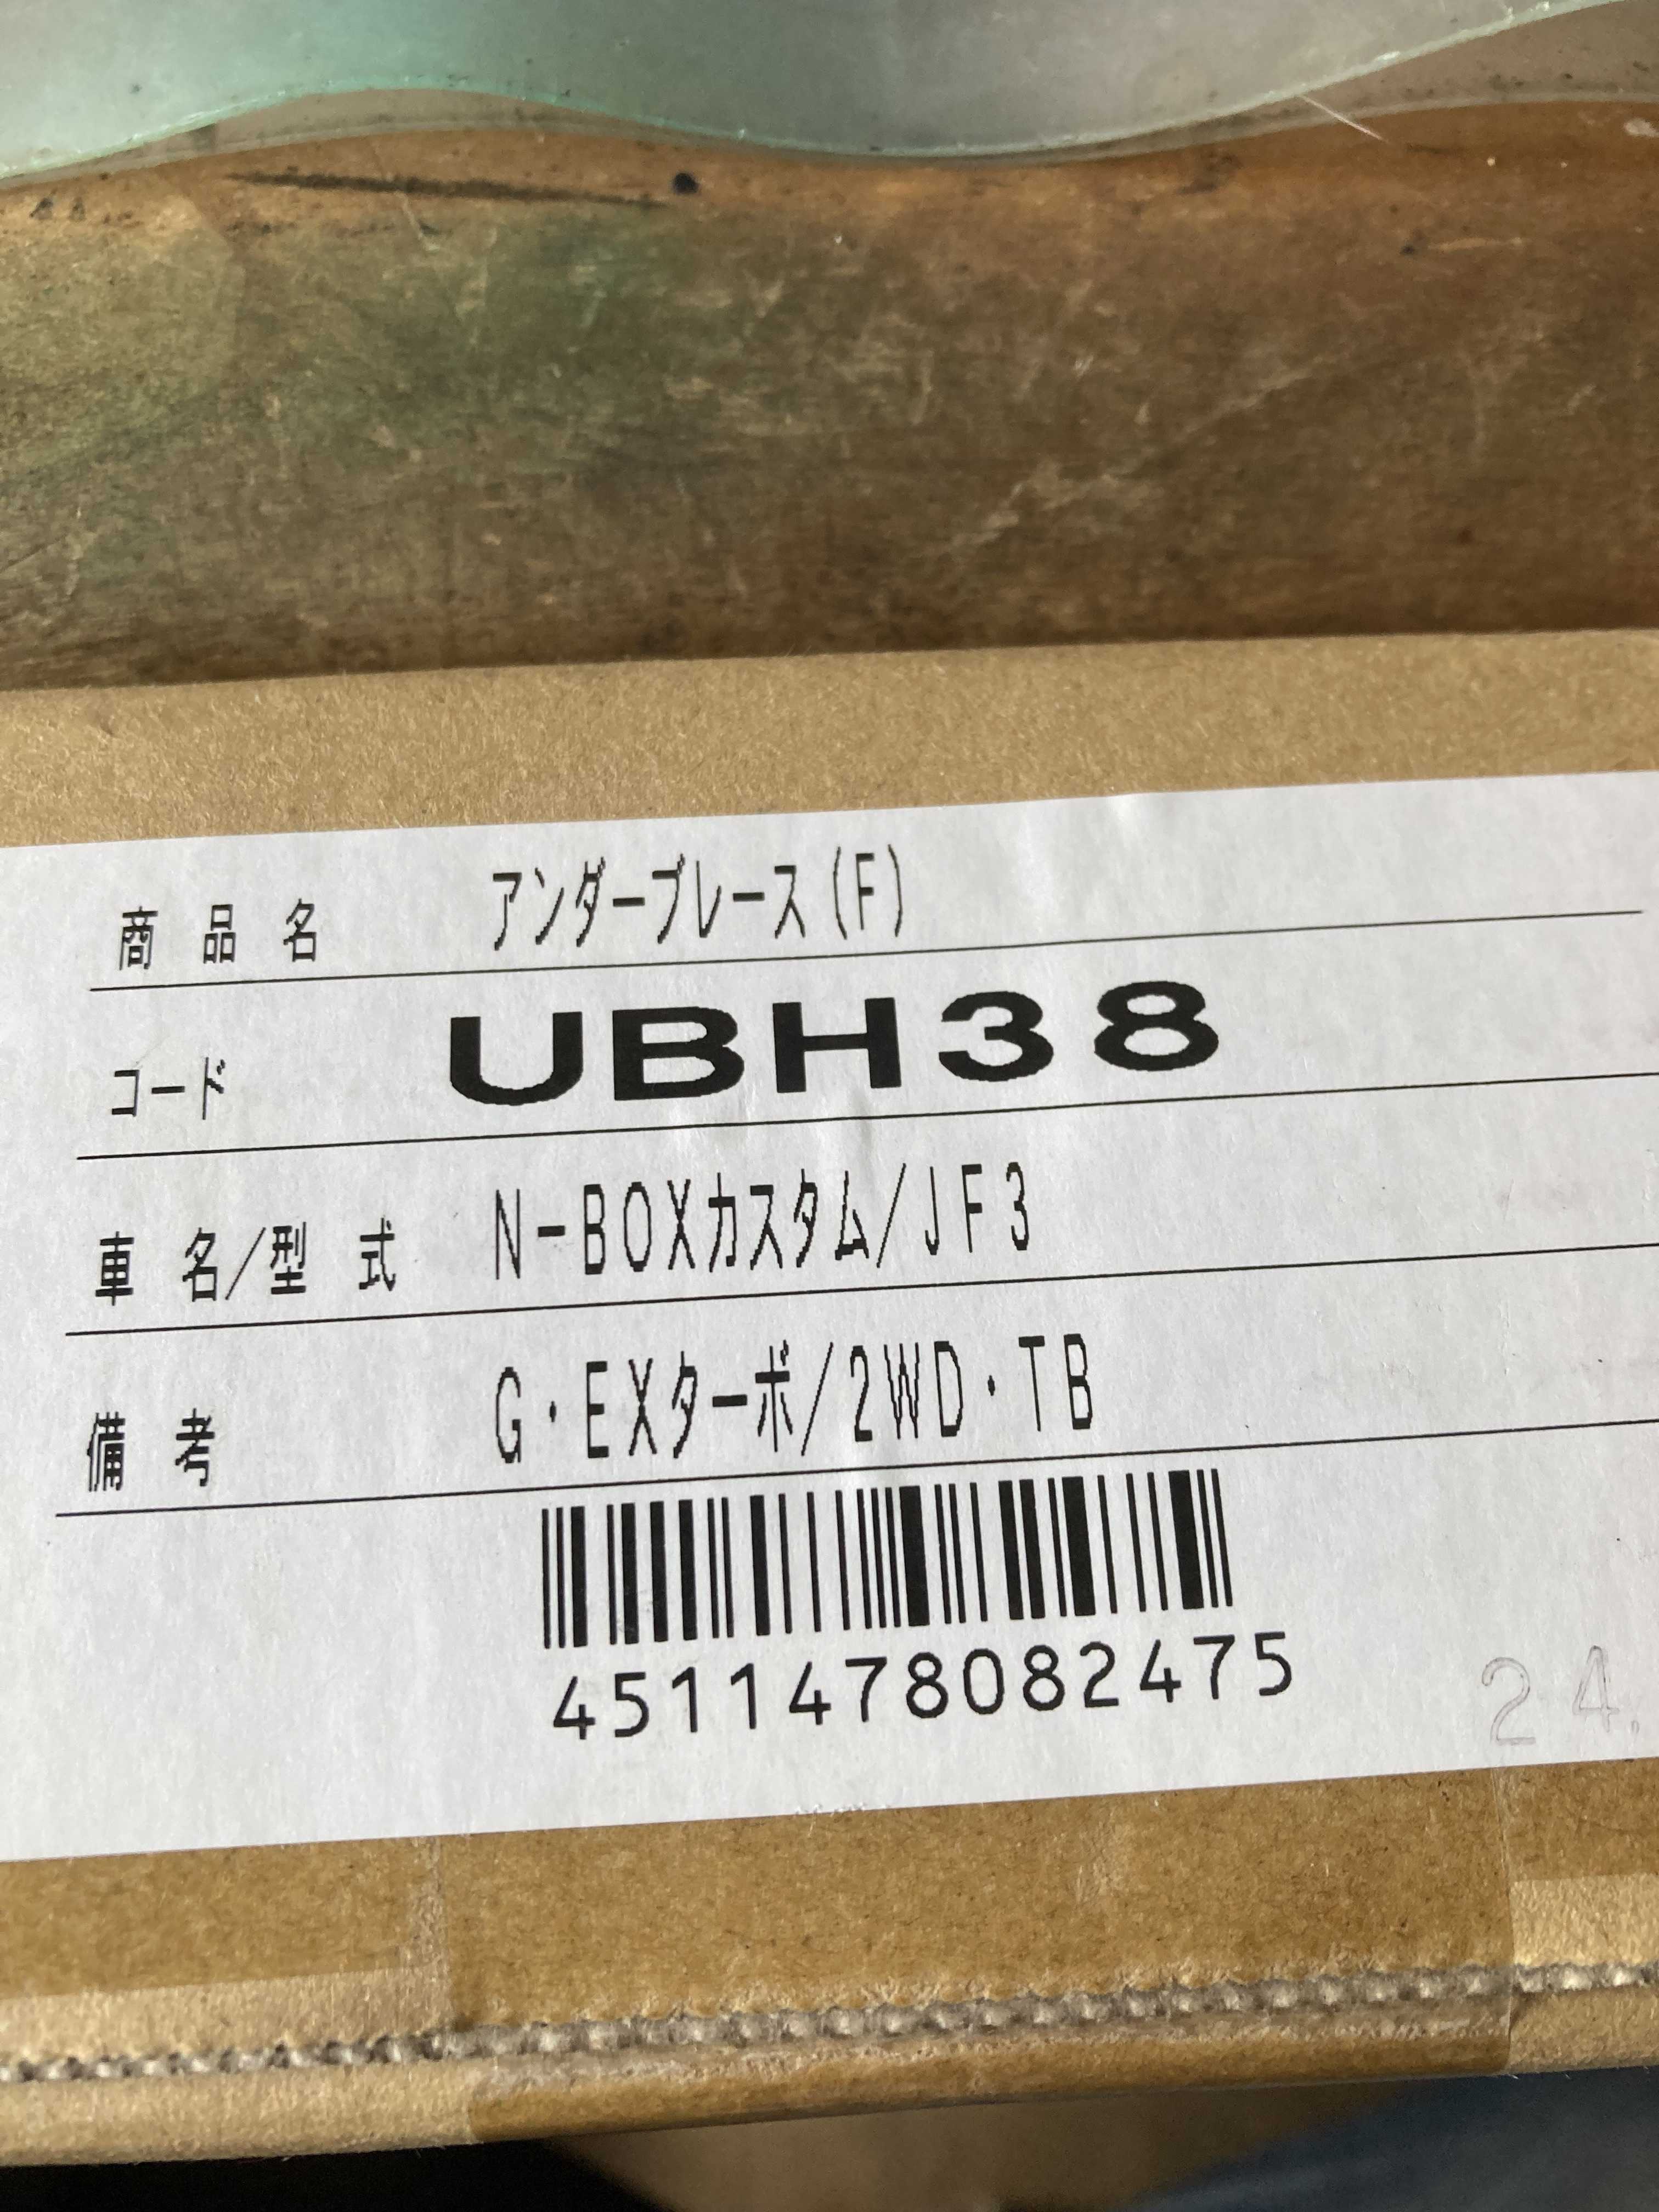 商品名 アンダーブレース(F)
コード UBH38
車名/型式 N-BOXカスタム/JF3
備考 G・EXターボ/2WD・TB
4511478082475
24.